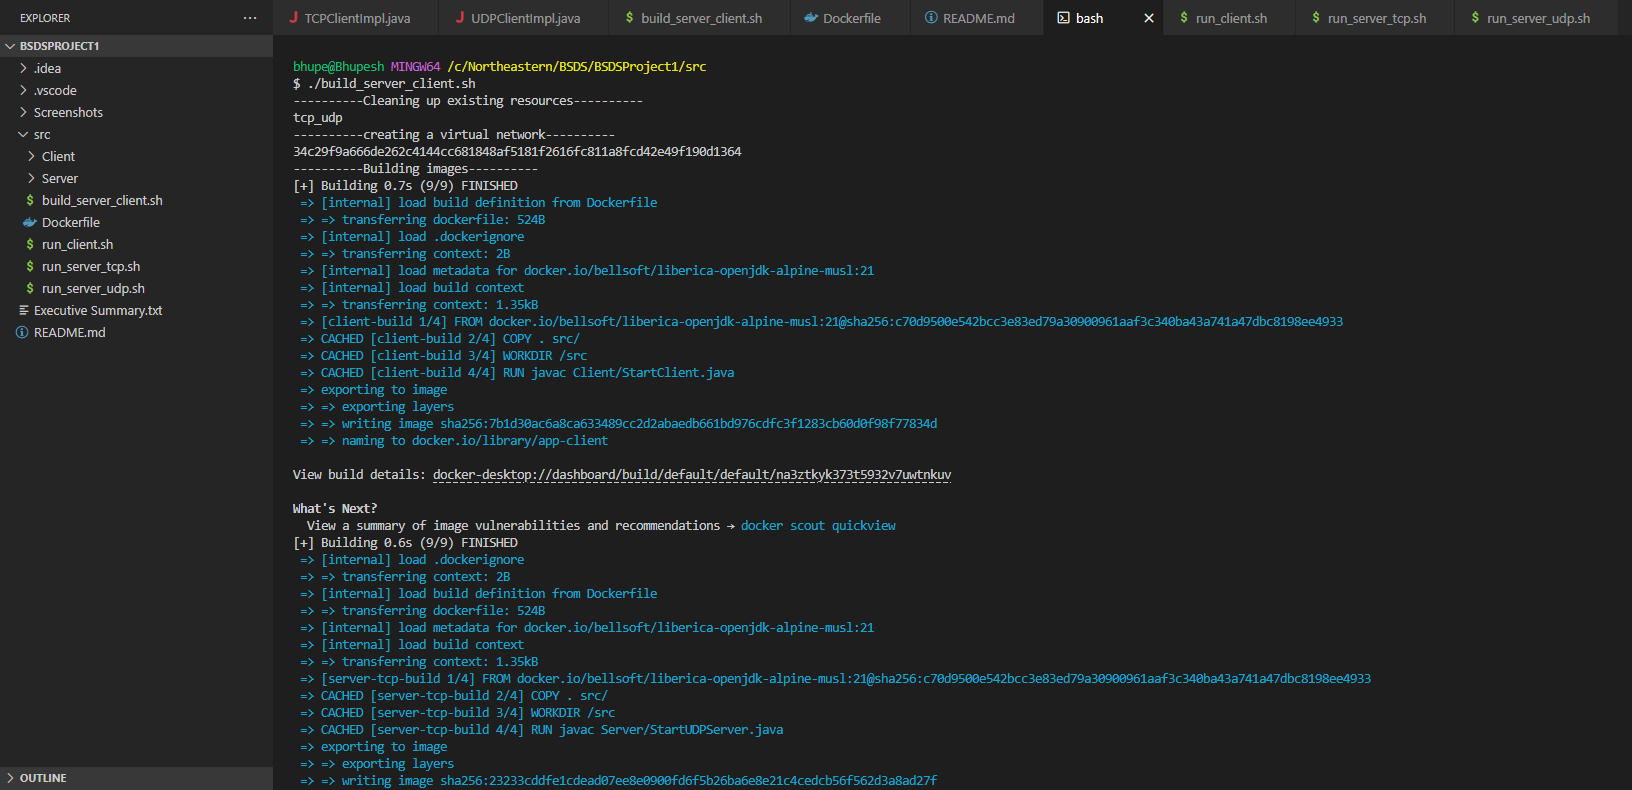 EXPLORER ...
TCPClientImpl.java
UDPClientImpl.java
build_server_client.sh
Dockerfile
README.md
bash
run_client.sh
run_server_tcp.sh
run_server_udp.sh
BSDSPROJECT1
.idea
.vscode
Screenshots
src
Client
Server
build_server_client.sh
Dockerfile
run_client.sh
run_server_tcp.sh
run_server_udp.sh
Executive Summary.txt
README.md
OUTLINE
bhupe@Bhupesh MINGW64 /c/Northeastern/BSDS/BSDSProject1/src
$ ./build_server_client.sh
----------Cleaning up existing resources----------
tcp_udp
----------creating a virtual network----------
34c29f9a666de262c4144cc681848af5181f2616fc811a8fcd42e49f190d1364
----------Building images----------
[+] Building 0.7s (9/9) FINISHED
=> [internal] load build definition from Dockerfile
=> => transferring dockerfile: 524B
=> [internal] load .dockerignore
=> => transferring context: 2B
=> [internal] load metadata for docker.io/bellsoft/liberica-openjdk-alpine-musl:21
=> [internal] load build context
=> => transferring context: 1.35kB
=> [client-build 1/4] FROM docker.io/bellsoft/liberica-openjdk-alpine-musl:21@sha256:c70d9500e542bcc3e83ed79a30900961aaf3c340ba43a741a47dbc8198ee4933
=> CACHED [client-build 2/4] COPY . src/
=> CACHED [client-build 3/4] WORKDIR /src
=> CACHED [client-build 4/4] RUN javac Client/StartClient.java
=> exporting to image
=> => exporting layers
=> => writing image sha256:7b1d30ac6a8ca633489cc2d2abaedb661bd976cdfc3f1283cb60d0f98f77834d
=> => naming to docker.io/library/app-client
View build details: docker-desktop://dashboard/build/default/default/na3ztkyk373t5932v7uwtnkuv
What's Next?
View a summary of image vulnerabilities and recommendations → docker scout quickview
[+] Building 0.6s (9/9) FINISHED
=> [internal] load .dockerignore
=> => transferring context: 2B
=> [internal] load build definition from Dockerfile
=> => transferring dockerfile: 524B
=> [internal] load metadata for docker.io/bellsoft/liberica-openjdk-alpine-musl:21
=> [internal] load build context
=> => transferring context: 1.35kB
=> [server-tcp-build 1/4] FROM docker.io/bellsoft/liberica-openjdk-alpine-musl:21@sha256:c70d9500e542bcc3e83ed79a30900961aaf3c340ba43a741a47dbc8198ee4933
=> CACHED [server-tcp-build 2/4] COPY . src/
=> CACHED [server-tcp-build 3/4] WORKDIR /src
=> CACHED [server-tcp-build 4/4] RUN javac Server/StartUDPServer.java
=> exporting to image
=> => exporting layers
=> => writing image sha256:23233cddfe1cdead07ee8e0900fd6f5b26ba6e8e21c4cedcb56f562d3a8ad27f